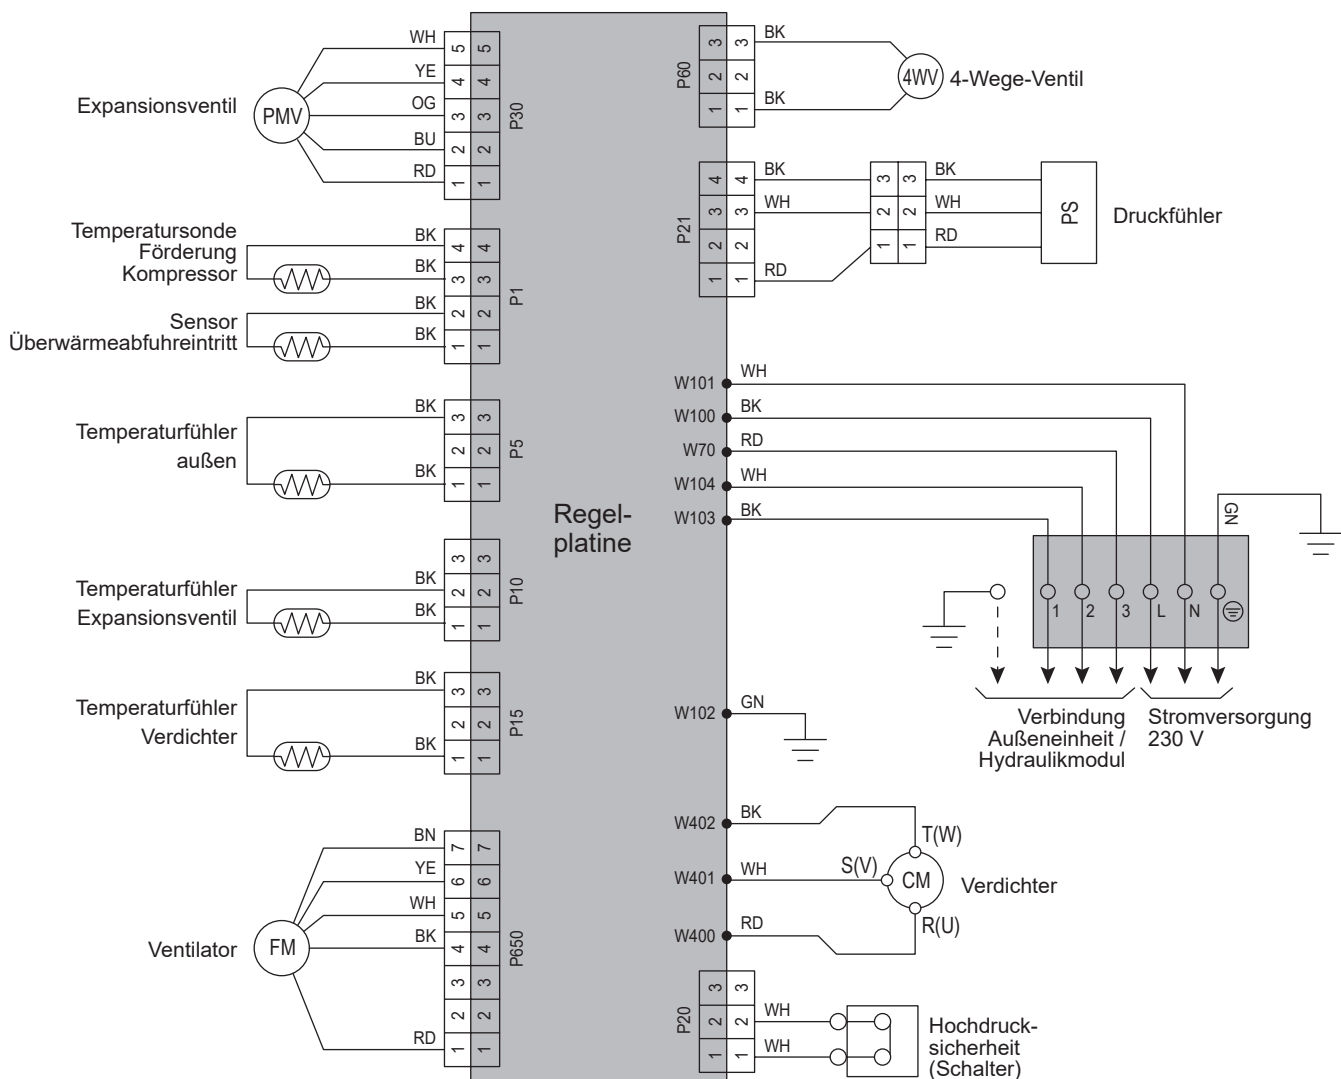 WH
YE
OG
BU
RD
5 5
4 4
3 3
2 2
1 1
P30
Expansionsventil
PMV
Temperatursonde
Förderung
Kompressor
BK
BK
BK
BK
4 4
3 3
2 2
1 1
P1
Sensor
Überwärmeabfuhreintritt
Temperaturfühler
außen
BK
BK
3 3
2 2
1 1
P5
Temperaturfühler
Expansionsventil
BK
BK
3 3
2 2
1 1
P10
Temperaturfühler
Verdichter
BK
BK
3 3
2 2
1 1
P15
Ventilator
FM
BN
YE
WH
BK
RD
7 7
6 6
5 5
4 4
3 3
2 2
1 1
P650
Regel-
platine
P60
3 3
2 2
1 1
BK
BK
4WV
4-Wege-Ventil
P21
4 4
3 3
2 2
1 1
BK
WH
RD
3 3
2 2
1 1
BK
WH
RD
PS
Druckfühler
W101
WH
W100
BK
W70
RD
W104
WH
W103
BK
GN
1
2
3
L
N
Verbindung
Außeneinheit /
Hydraulikmodul
Stromversorgung
230 V
W102
GN
W402
BK
T(W)
W401
WH
S(V)
CM
Verdichter
W400
RD
R(U)
P20
3 3
2 2
1 1
WH
WH
Hochdruck-
sicherheit
(Schalter)